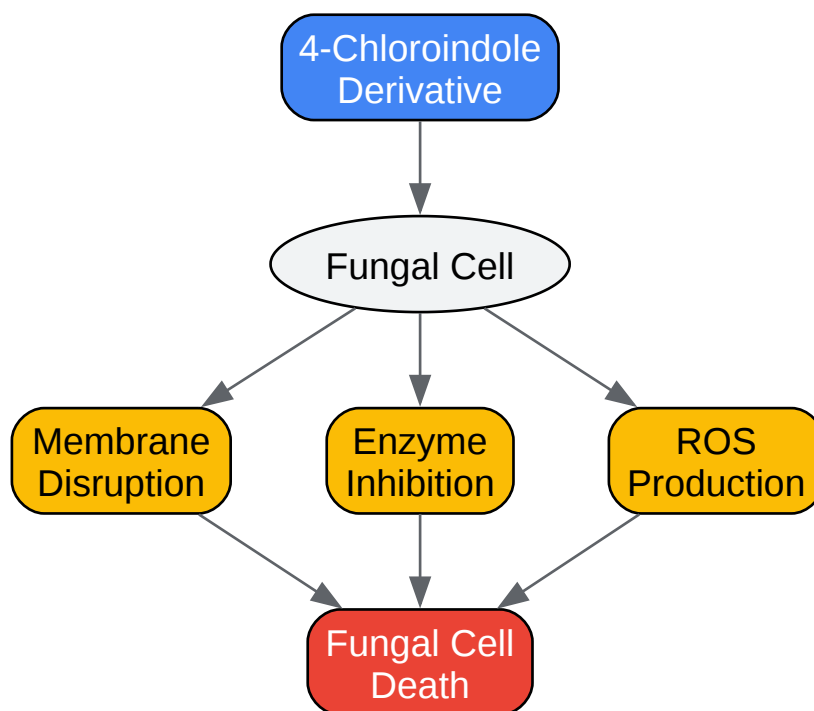 4-Chloroindole
Derivative
Fungal Cell
Membrane
Disruption
Enzyme
Inhibition
ROS
Production
Fungal Cell
Death